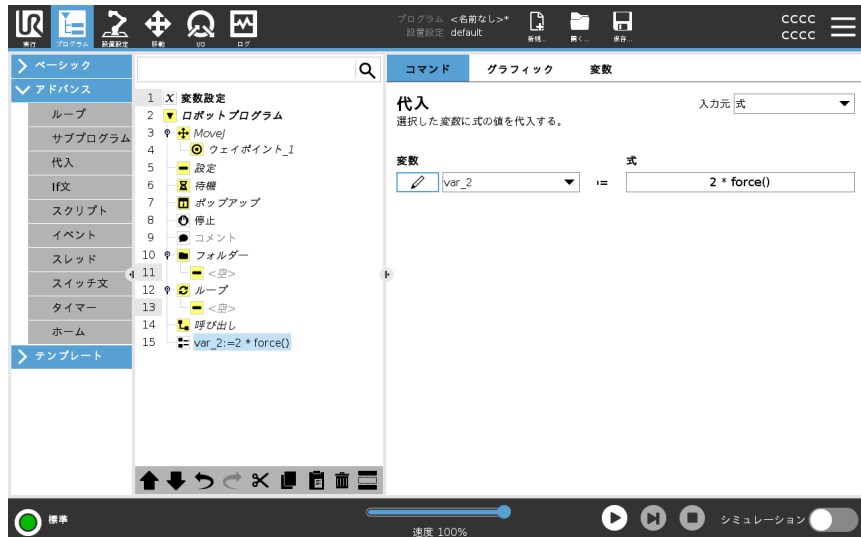 UR
実行
プログラム
設置設定
移動
I/O
ログ
プログラム <名前なし>*
設置設定 default
新規...
開く...
保存...
CCCC
CCCC
ベーシック
アドバンス
ループ
サブプログラム
代入
If文
スクリプト
イベント
スレッド
スイッチ文
タイマー
ホーム
テンプレート
1 X 変数設定
2 ロボットプログラム
3 MoveJ
4 ウェイポイント_1
5 設定
6 待機
7 ポップアップ
8 停止
9 コメント
10 フォルダー
11 <空>
12 ループ
13 <空>
14 呼び出し
15 var_2:=2 * force()
コマンド グラフィック 変数
代入
入力元 式
選択した変数に式の値を代入する。
変数 式
var_2 := 2 * force()
標準
速度 100%
シミュレーション